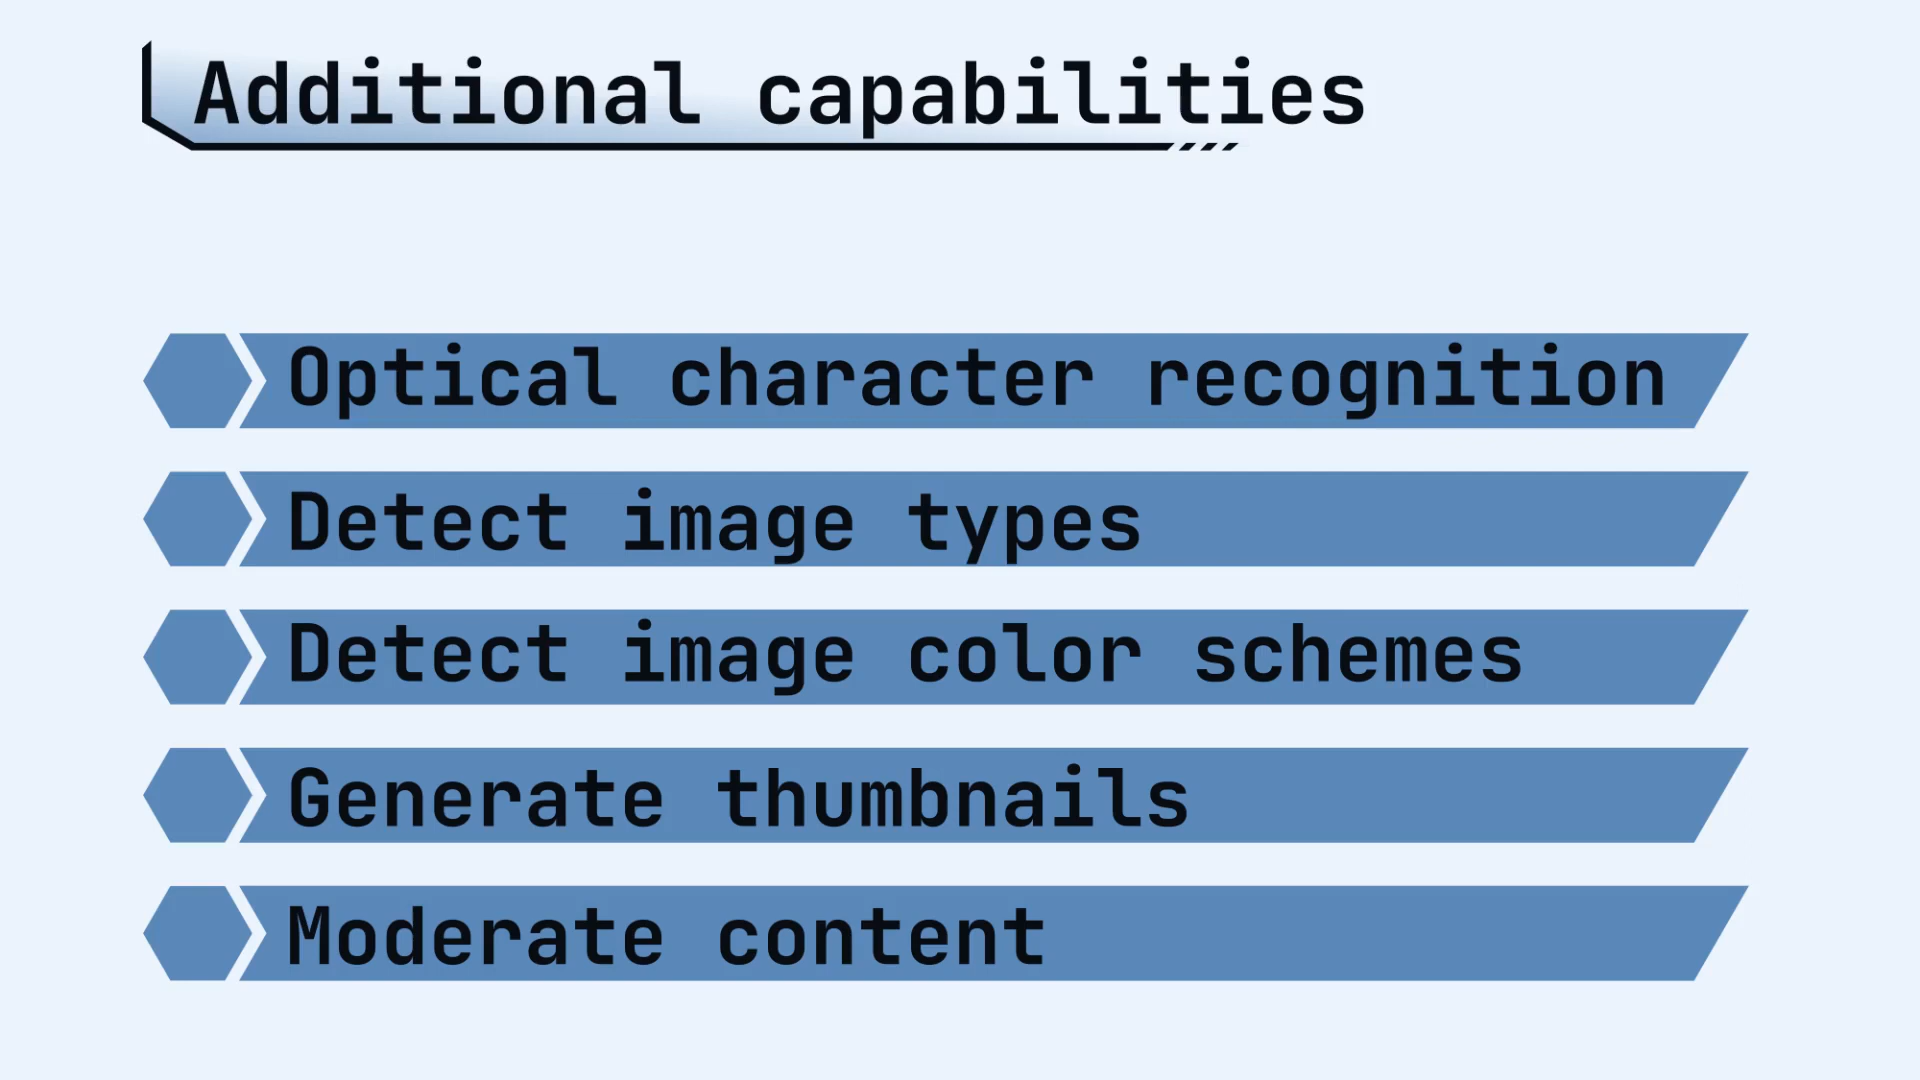 Additional capabilities
Optical character recognition
Detect image types
Detect image color schemes
Generate thumbnails
Moderate content